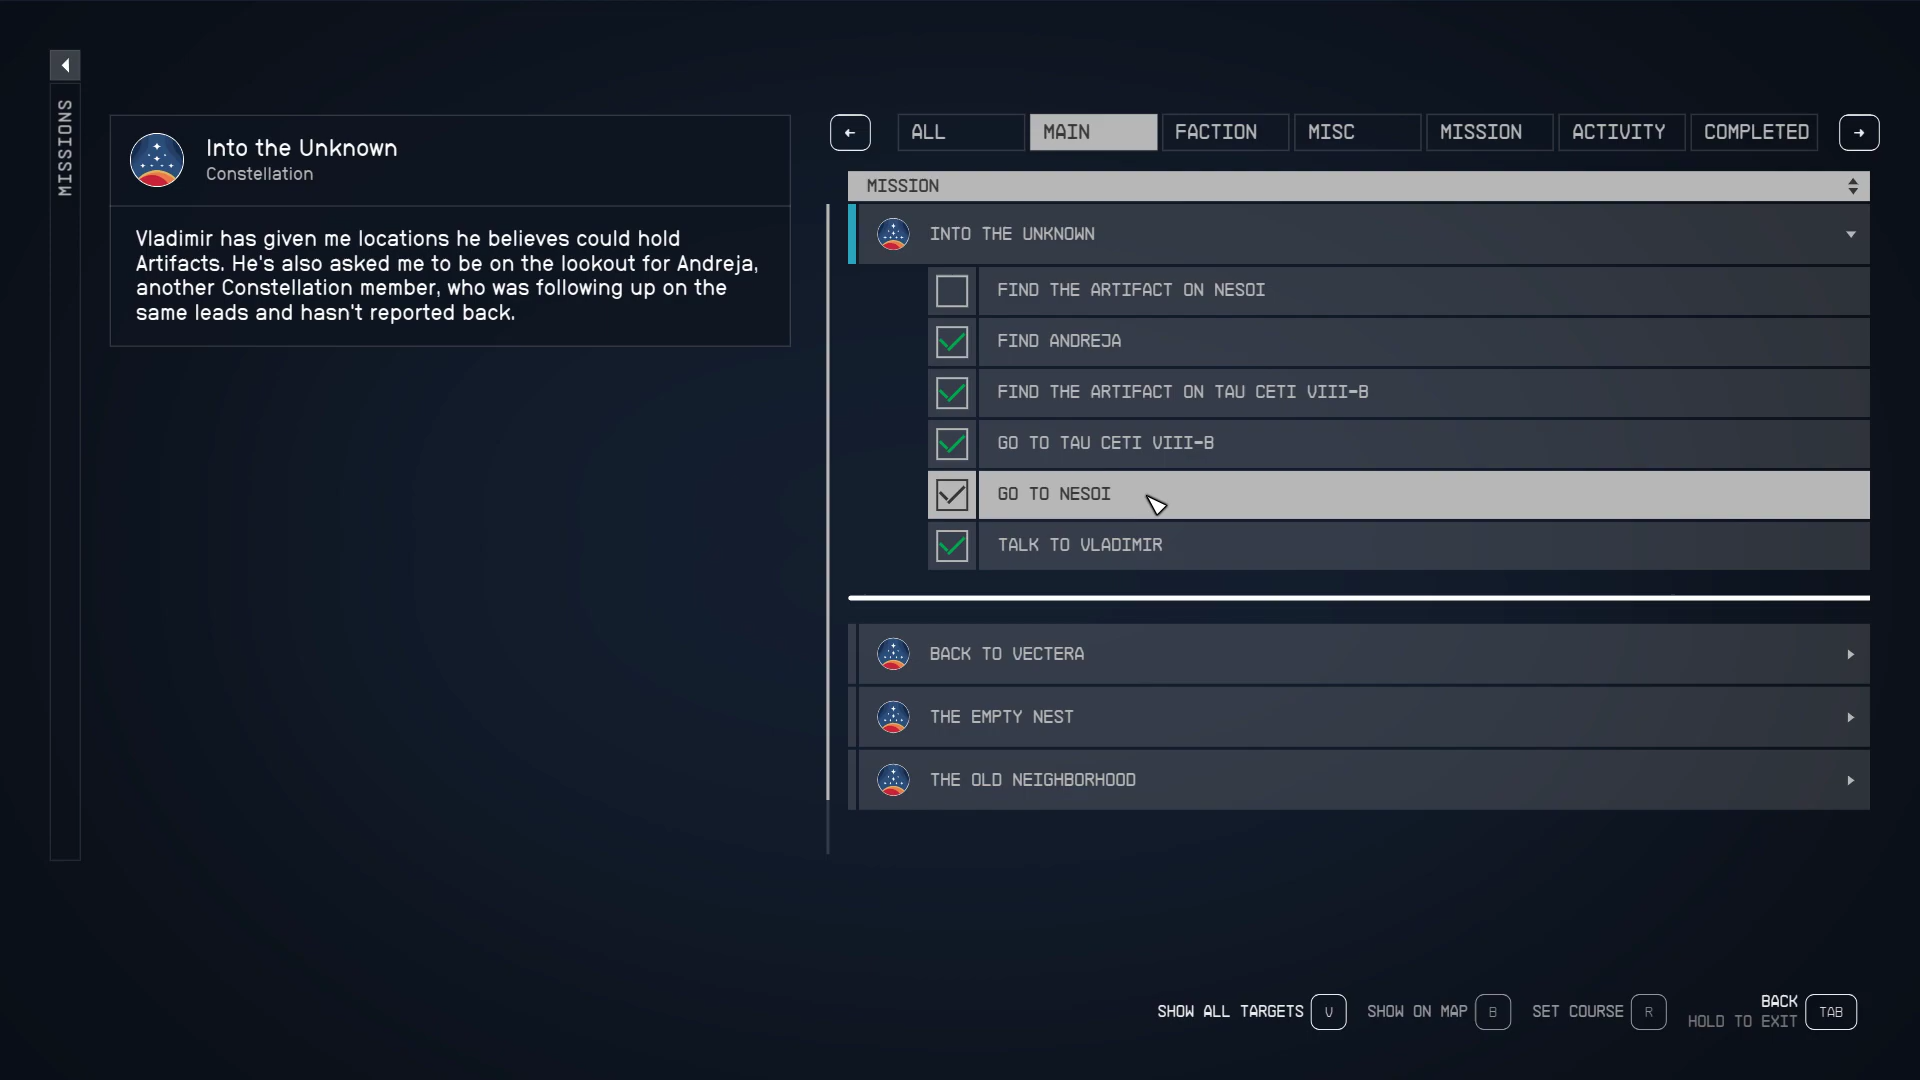 MISSIONS
Into the Unknown
Constellation
Vladimir has given me locations he believes could hold
Artifacts. He's also asked me to be on the lookout for Andreja,
another Constellation member, who was following up on the
same leads and hasn't reported back.
ALL MAIN FACTION MISC MISSION ACTIVITY COMPLETED
MISSION
INTO THE UNKNOWN
FIND THE ARTIFACT ON NESOI
FIND ANDREJA
FIND THE ARTIFACT ON TAU CETI VIII-B
GO TO TAU CETI VIII-B
GO TO NESOI
TALK TO VLADIMIR
BACK TO VECTERA
THE EMPTY NEST
THE OLD NEIGHBORHOOD
SHOW ALL TARGETS V SHOW ON MAP B SET COURSE R BACK TAB
HOLD TO EXIT